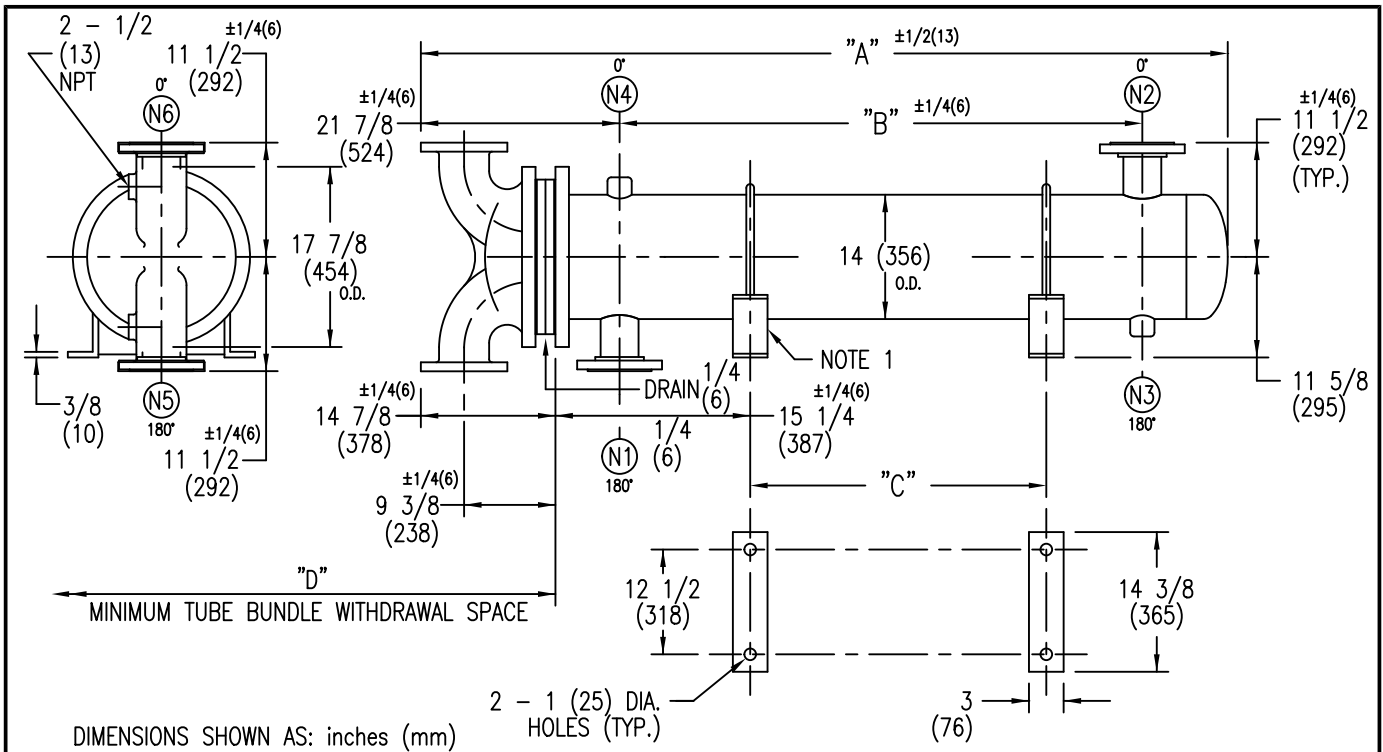 2 - 1/2
(13)
NPT
±1/4(6)
11 1/2
(292)
0°
N6
17 7/8
(454)
O.D.
3/8
(10)
N5
180°
±1/4(6)
11 1/2
(292)
"A" ±1/2(13)
±1/4(6)
21 7/8
(524)
0°
N4
"B" ±1/4(6)
0°
N2
±1/4(6)
11 1/2
(292)
(TYP.)
14 (356)
O.D.
NOTE 1
DRAIN
1/4
(6)
±1/4(6)
14 7/8
(378)
1/4
(6)
±1/4(6)
15 1/4
(387)
N1
180°
N3
180°
11 5/8
(295)
±1/4(6)
9 3/8
(238)
"C"
"D"
MINIMUM TUBE BUNDLE WITHDRAWAL SPACE
12 1/2
(318)
14 3/8
(365)
2 - 1 (25) DIA.
HOLES (TYP.)
3
(76)
DIMENSIONS SHOWN AS: inches (mm)